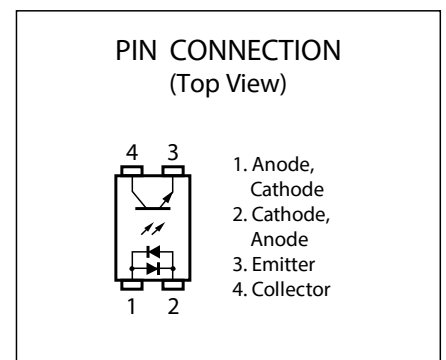 PIN CONNECTION
(Top View)
4 3
1. Anode,
Cathode
2. Cathode,
Anode
3. Emitter
4. Collector
1 2